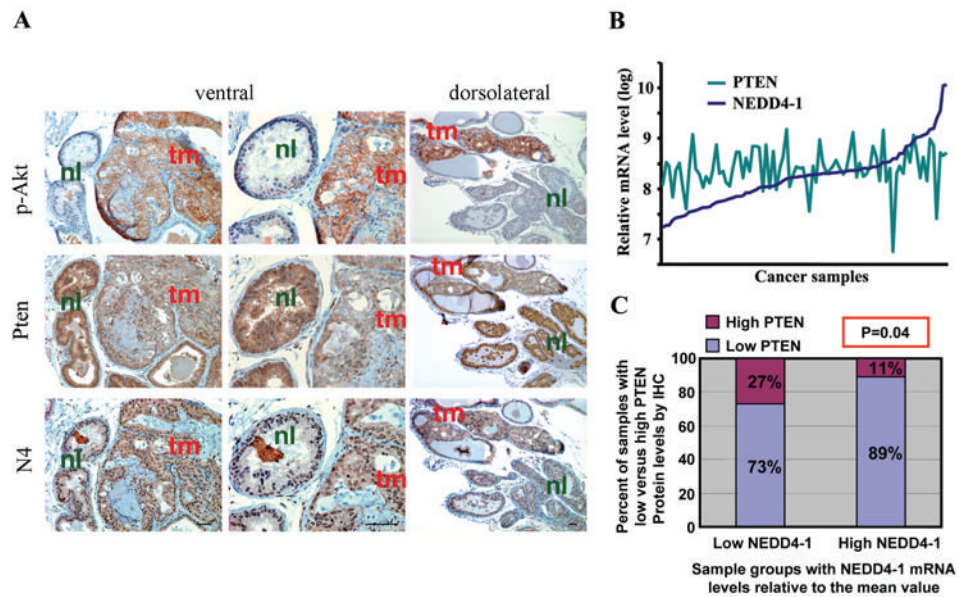 A
ventral
dorsolateral
p-Akt
nl
tm
nl
tm
tm
nl
Pten
nl
tm
nl
tm
tm
nl
N4
nl
tm
nl
tm
tm
nl
B
Relative mRNA level (log)
10
9
8
7
PTEN
NEDD4-1
Cancer samples
C
High PTEN
Low PTEN
P=0.04
Percent of samples with
low versus high PTEN
Protein levels by IHC
100
80
60
40
20
0
27%
73%
11%
89%
Low NEDD4-1
High NEDD4-1
Sample groups with NEDD4-1 mRNA
levels relative to the mean value